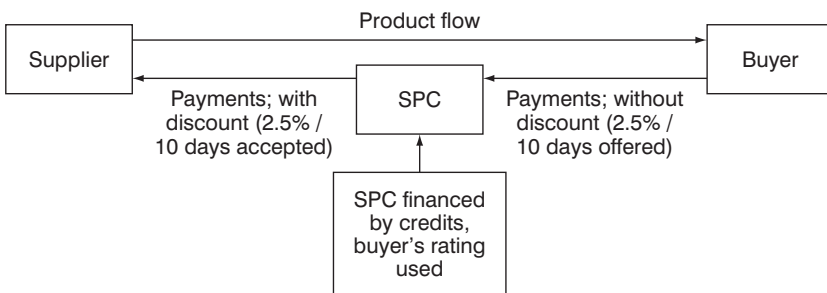 Product flow
Supplier
Buyer
SPC
Payments; with
discount (2.5% /
10 days accepted)
Payments; without
discount (2.5% /
10 days offered)
SPC financed
by credits,
buyer's rating
used